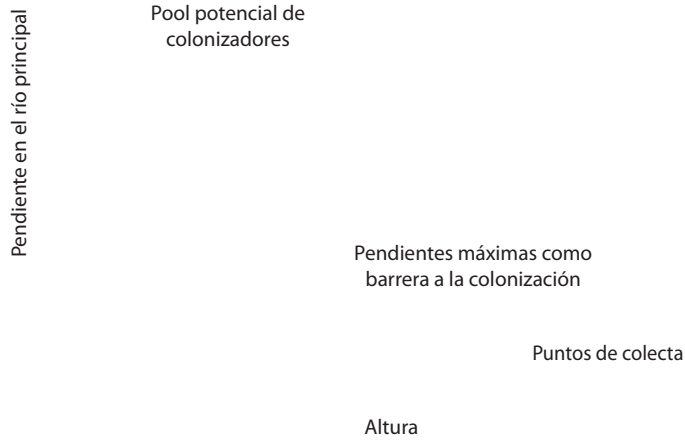 Pendiente en el río principal
Pool potencial de
colonizadores
Pendientes máximas como
barrera a la colonización
Puntos de colecta
Altura